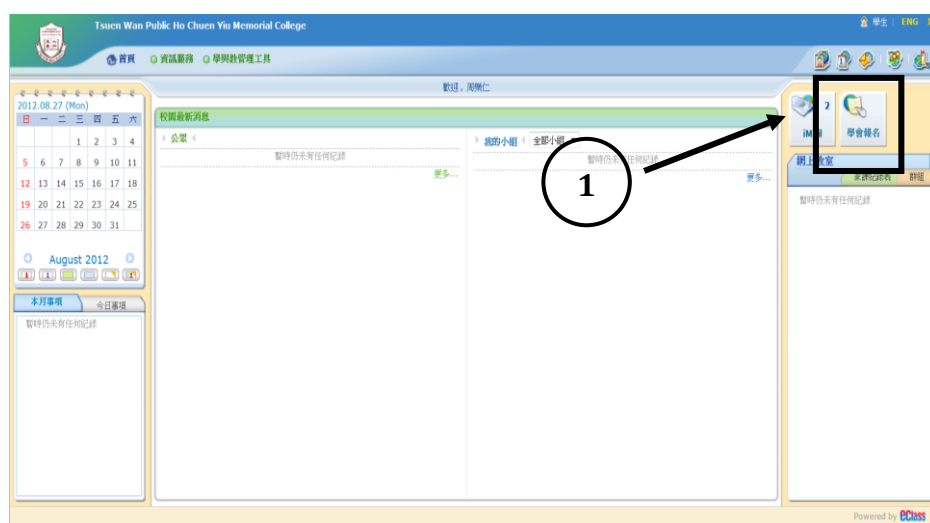 Tsuen Wan Public Ho Chuen Yiu Memorial College
學生 | ENG
首頁 資訊服務 學與教管理工具
歡迎，周樂仁
2012.08.27 (Mon)
日 一 二 三 四 五 六
1 2 3 4
5 6 7 8 9 10 11
12 13 14 15 16 17 18
19 20 21 22 23 24 25
26 27 28 29 30 31
August 2012
本月事項 今日事項
暫時仍未有任何記錄
校園最新消息
公眾
暫時仍未有任何記錄
更多...
我的小組 全部小組
暫時仍未有任何記錄
更多...
1
2
學會報名
網上教室
家課紀錄表 群組
暫時仍未有任何記錄
Powered by eClass